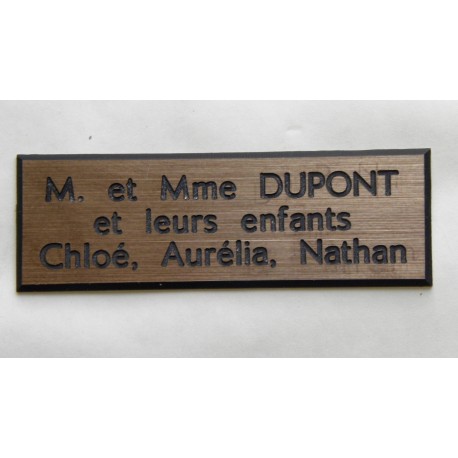 M. et Mme DUPONT
et leurs enfants
Chloé, Aurélia, Nathan